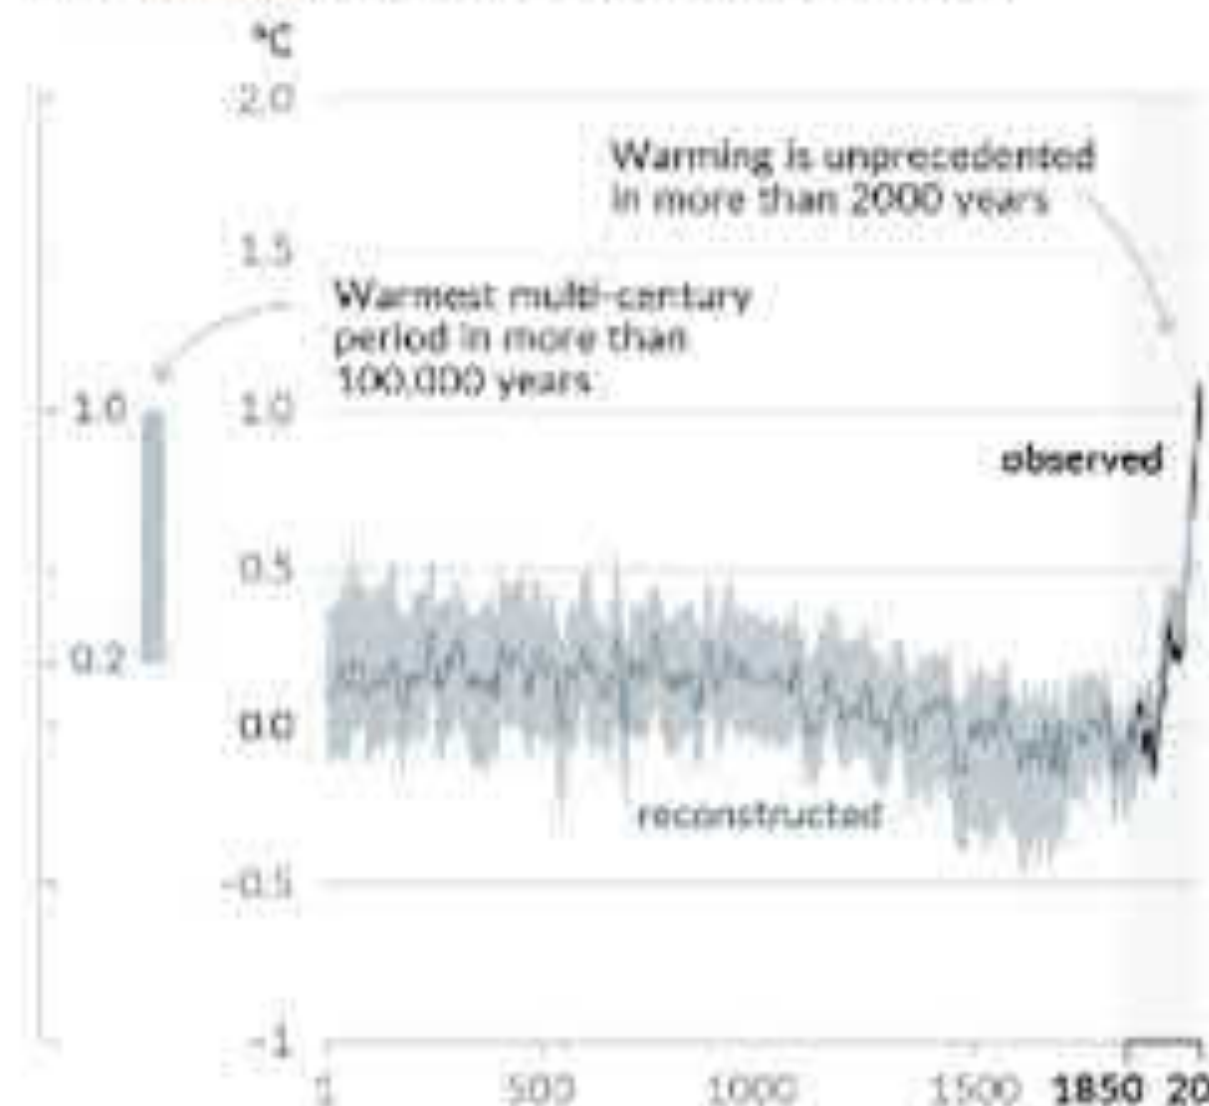 °C
2.0
Warming is unprecedented
in more than 2000 years
1.5
Warmest multi-century
period in more than
100,000 years
1.0
1.0
observed
0.5
0.2
0.0
reconstructed
-0.5
-1
1 500 1000 1500 1850 20